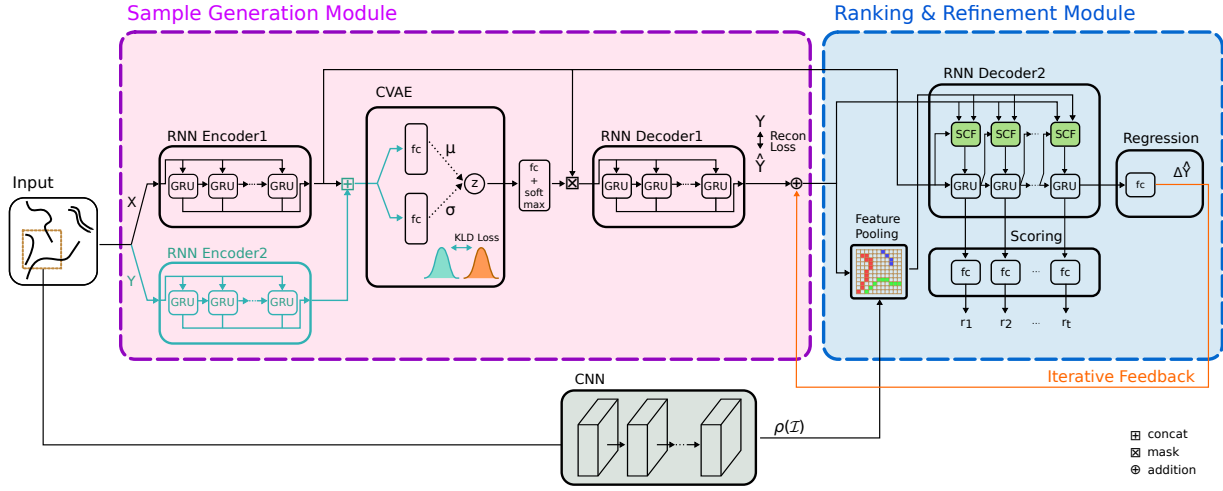 Sample Generation Module
Ranking & Refinement Module
Input
X
Y
RNN Encoder1
GRU
GRU
GRU
RNN Encoder2
GRU
GRU
GRU
CVAE
fc
fc
μ
σ
z
KLD Loss
fc
+
soft
max
RNN Decoder1
GRU
GRU
GRU
Y
Recon
Loss
Ŷ
RNN Decoder2
SCF
SCF
SCF
GRU
GRU
GRU
Regression
fc
ΔŶ
Feature
Pooling
Scoring
fc
fc
fc
r1
r2
...
rt
Iterative Feedback
CNN
ρ(I)
concat
mask
addition